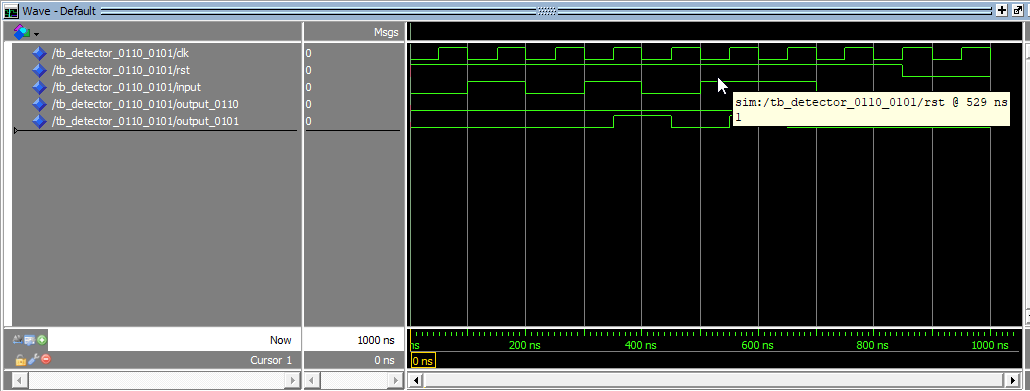 Wave - Default
Msgs
/tb_detector_0110_0101/clk 0
/tb_detector_0110_0101/rst 0
/tb_detector_0110_0101/input 0
/tb_detector_0110_0101/output_0110 0
/tb_detector_0110_0101/output_0101 0
sim:/tb_detector_0110_0101/rst @ 529 ns
1
Now 1000 ns
ns 200 ns 400 ns 600 ns 800 ns 1000 ns
Cursor 1 0 ns 0 ns